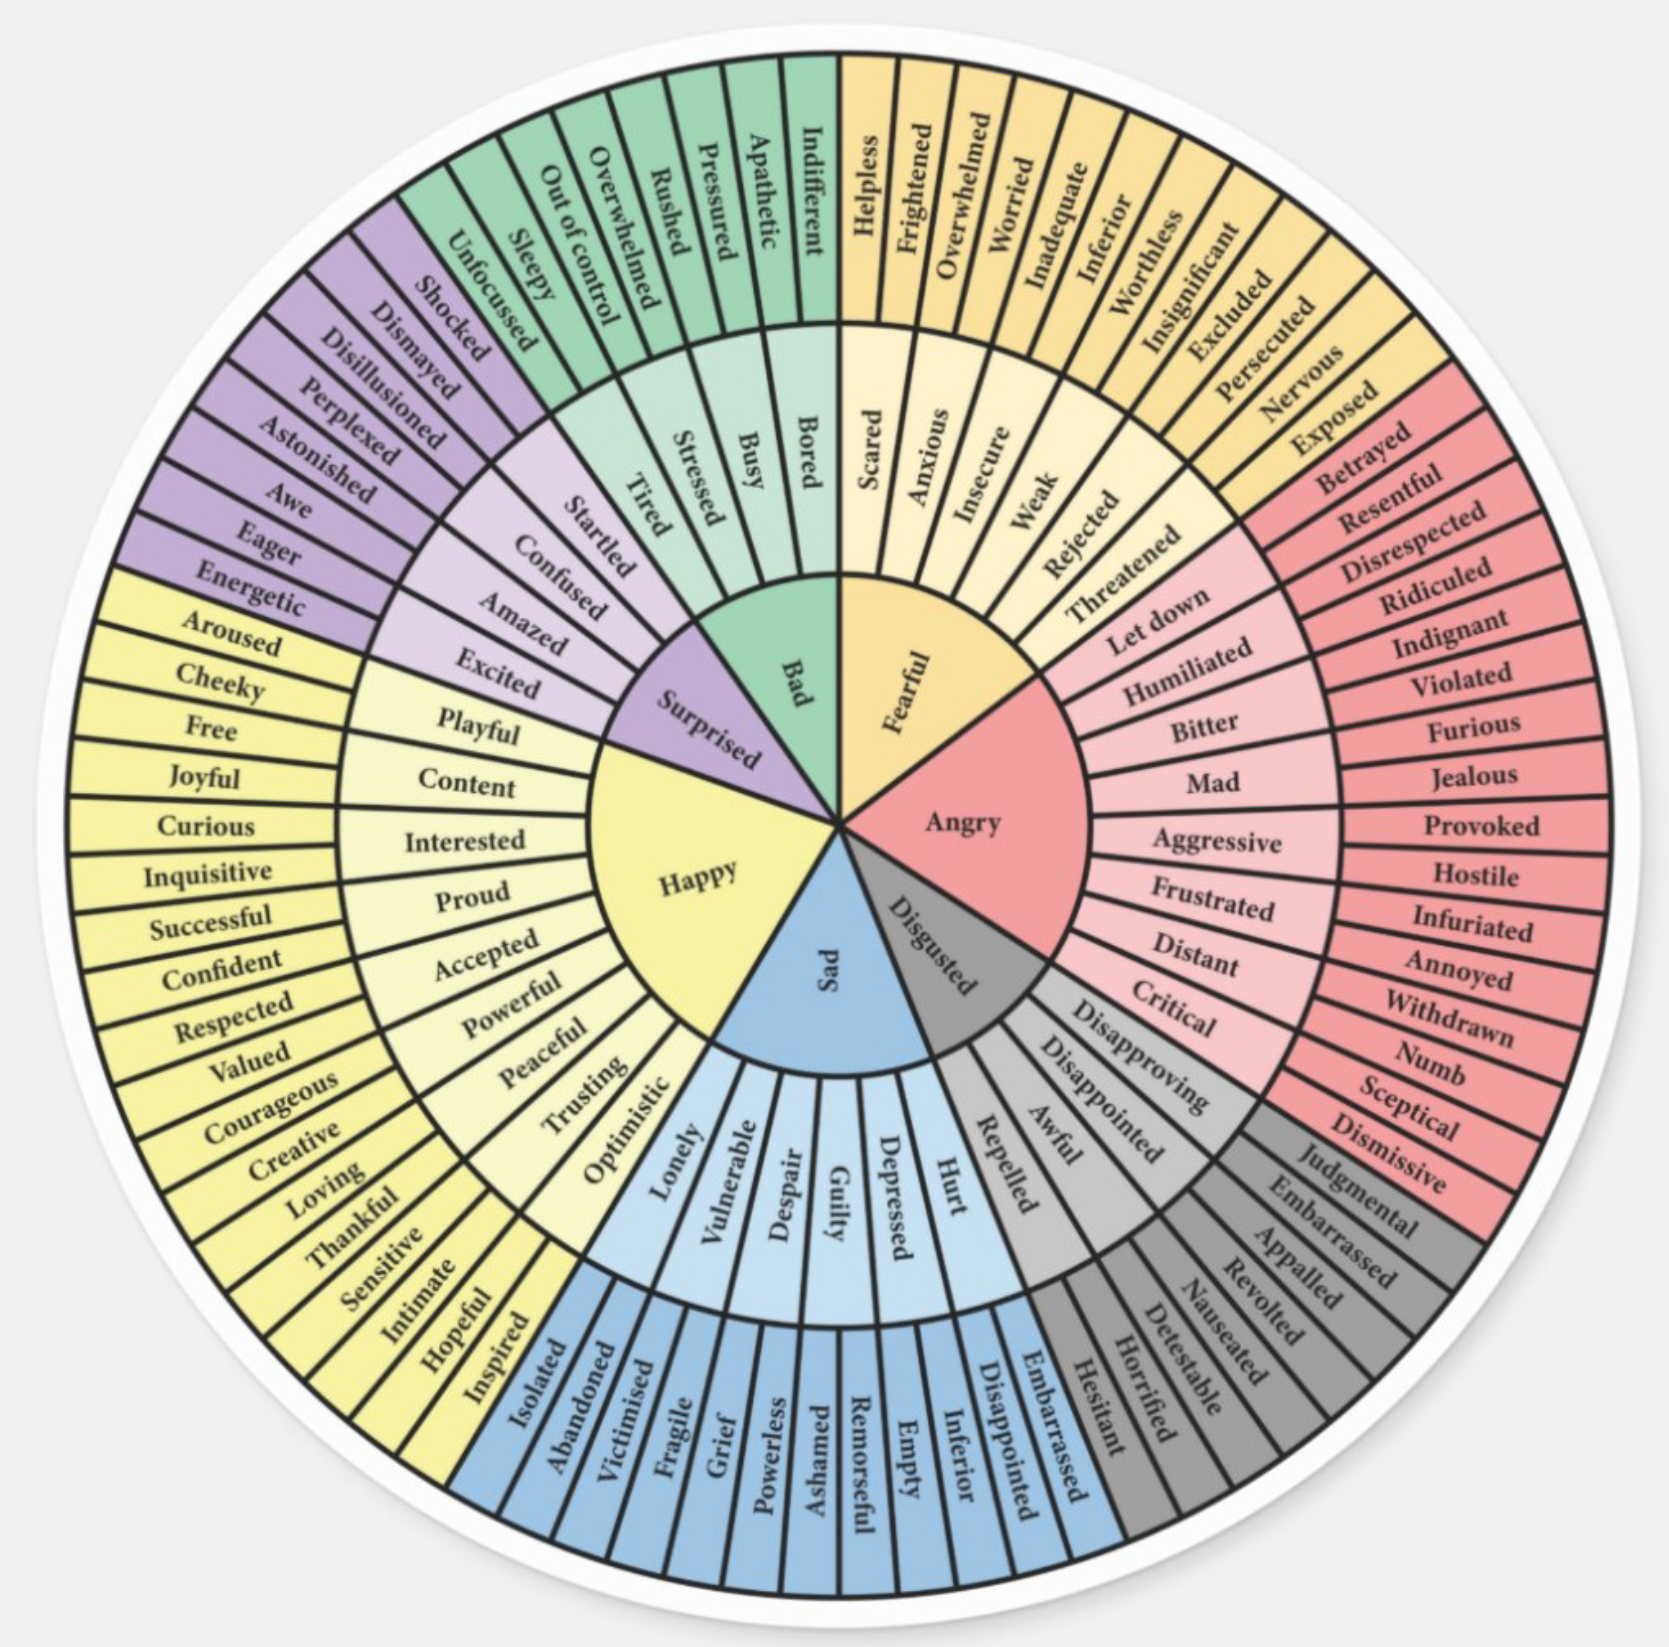 Fearful
Angry
Disgusted
Sad
Happy
Surprised
Bad
Scared
Anxious
Insecure
Weak
Rejected
Threatened
Let down
Humiliated
Bitter
Mad
Aggressive
Frustrated
Distant
Critical
Disapproving
Disappointed
Awful
Repelled
Hurt
Depressed
Guilty
Despair
Vulnerable
Lonely
Optimistic
Trusting
Peaceful
Powerful
Accepted
Proud
Interested
Content
Playful
Excited
Amazed
Confused
Startled
Tired
Stressed
Busy
Bored
Helpless
Frightened
Overwhelmed
Worried
Inadequate
Inferior
Worthless
Insignificant
Excluded
Persecuted
Nervous
Exposed
Betrayed
Resentful
Disrespected
Ridiculed
Indignant
Violated
Furious
Jealous
Provoked
Hostile
Infuriated
Annoyed
Withdrawn
Numb
Sceptical
Dismissive
Judgmental
Embarrassed
Appalled
Revolted
Nauseated
Detestable
Horrified
Hesitant
Embarrassed
Disappointed
Inferior
Empty
Remorseful
Ashamed
Powerless
Grief
Fragile
Victimised
Abandoned
Isolated
Inspired
Hopeful
Intimate
Sensitive
Thankful
Loving
Creative
Courageous
Valued
Respected
Confident
Successful
Inquisitive
Curious
Joyful
Free
Cheeky
Aroused
Energetic
Eager
Awe
Astonished
Perplexed
Disillusioned
Dismayed
Shocked
Unfocussed
Sleepy
Out of control
Overwhelmed
Rushed
Pressured
Apathetic
Indifferent